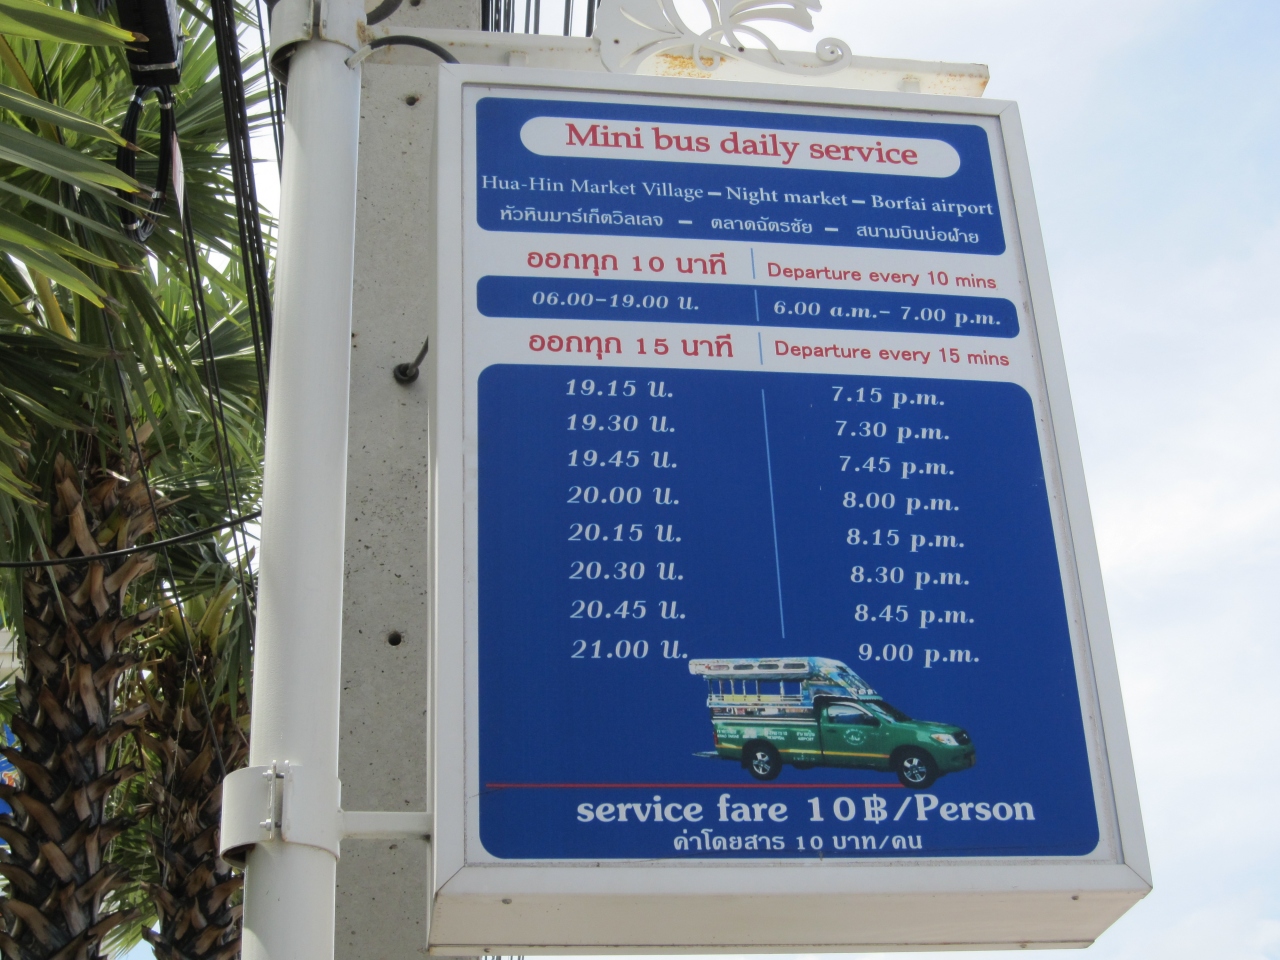 Mini bus daily service
Hua-Hin Market Village – Night market – Borfai airport
หัวหินมาร์เก็ตวิลเลจ – ตลาดฉัตรชัย – สนามบินบ่อฝ้าย
ออกทุก 10 นาที Departure every 10 mins
06.00-19.00 น. 6.00 a.m.- 7.00 p.m.
ออกทุก 15 นาที Departure every 15 mins
19.15 น. 7.15 p.m.
19.30 น. 7.30 p.m.
19.45 น. 7.45 p.m.
20.00 น. 8.00 p.m.
20.15 น. 8.15 p.m.
20.30 น. 8.30 p.m.
20.45 น. 8.45 p.m.
21.00 น. 9.00 p.m.
service fare 10฿/Person
ค่าโดยสาร 10 บาท/คน